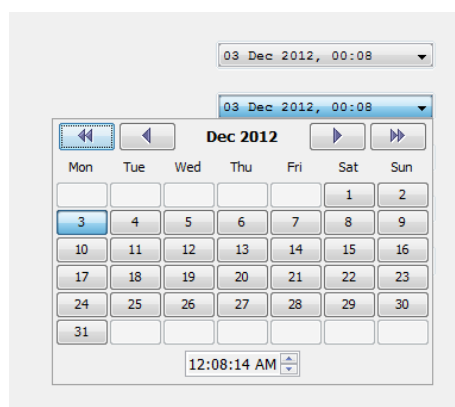 03 Dec 2012, 00:08
03 Dec 2012, 00:08
Dec 2012
Mon Tue Wed Thu Fri Sat Sun
1 2
3 4 5 6 7 8 9
10 11 12 13 14 15 16
17 18 19 20 21 22 23
24 25 26 27 28 29 30
31
12:08:14 AM